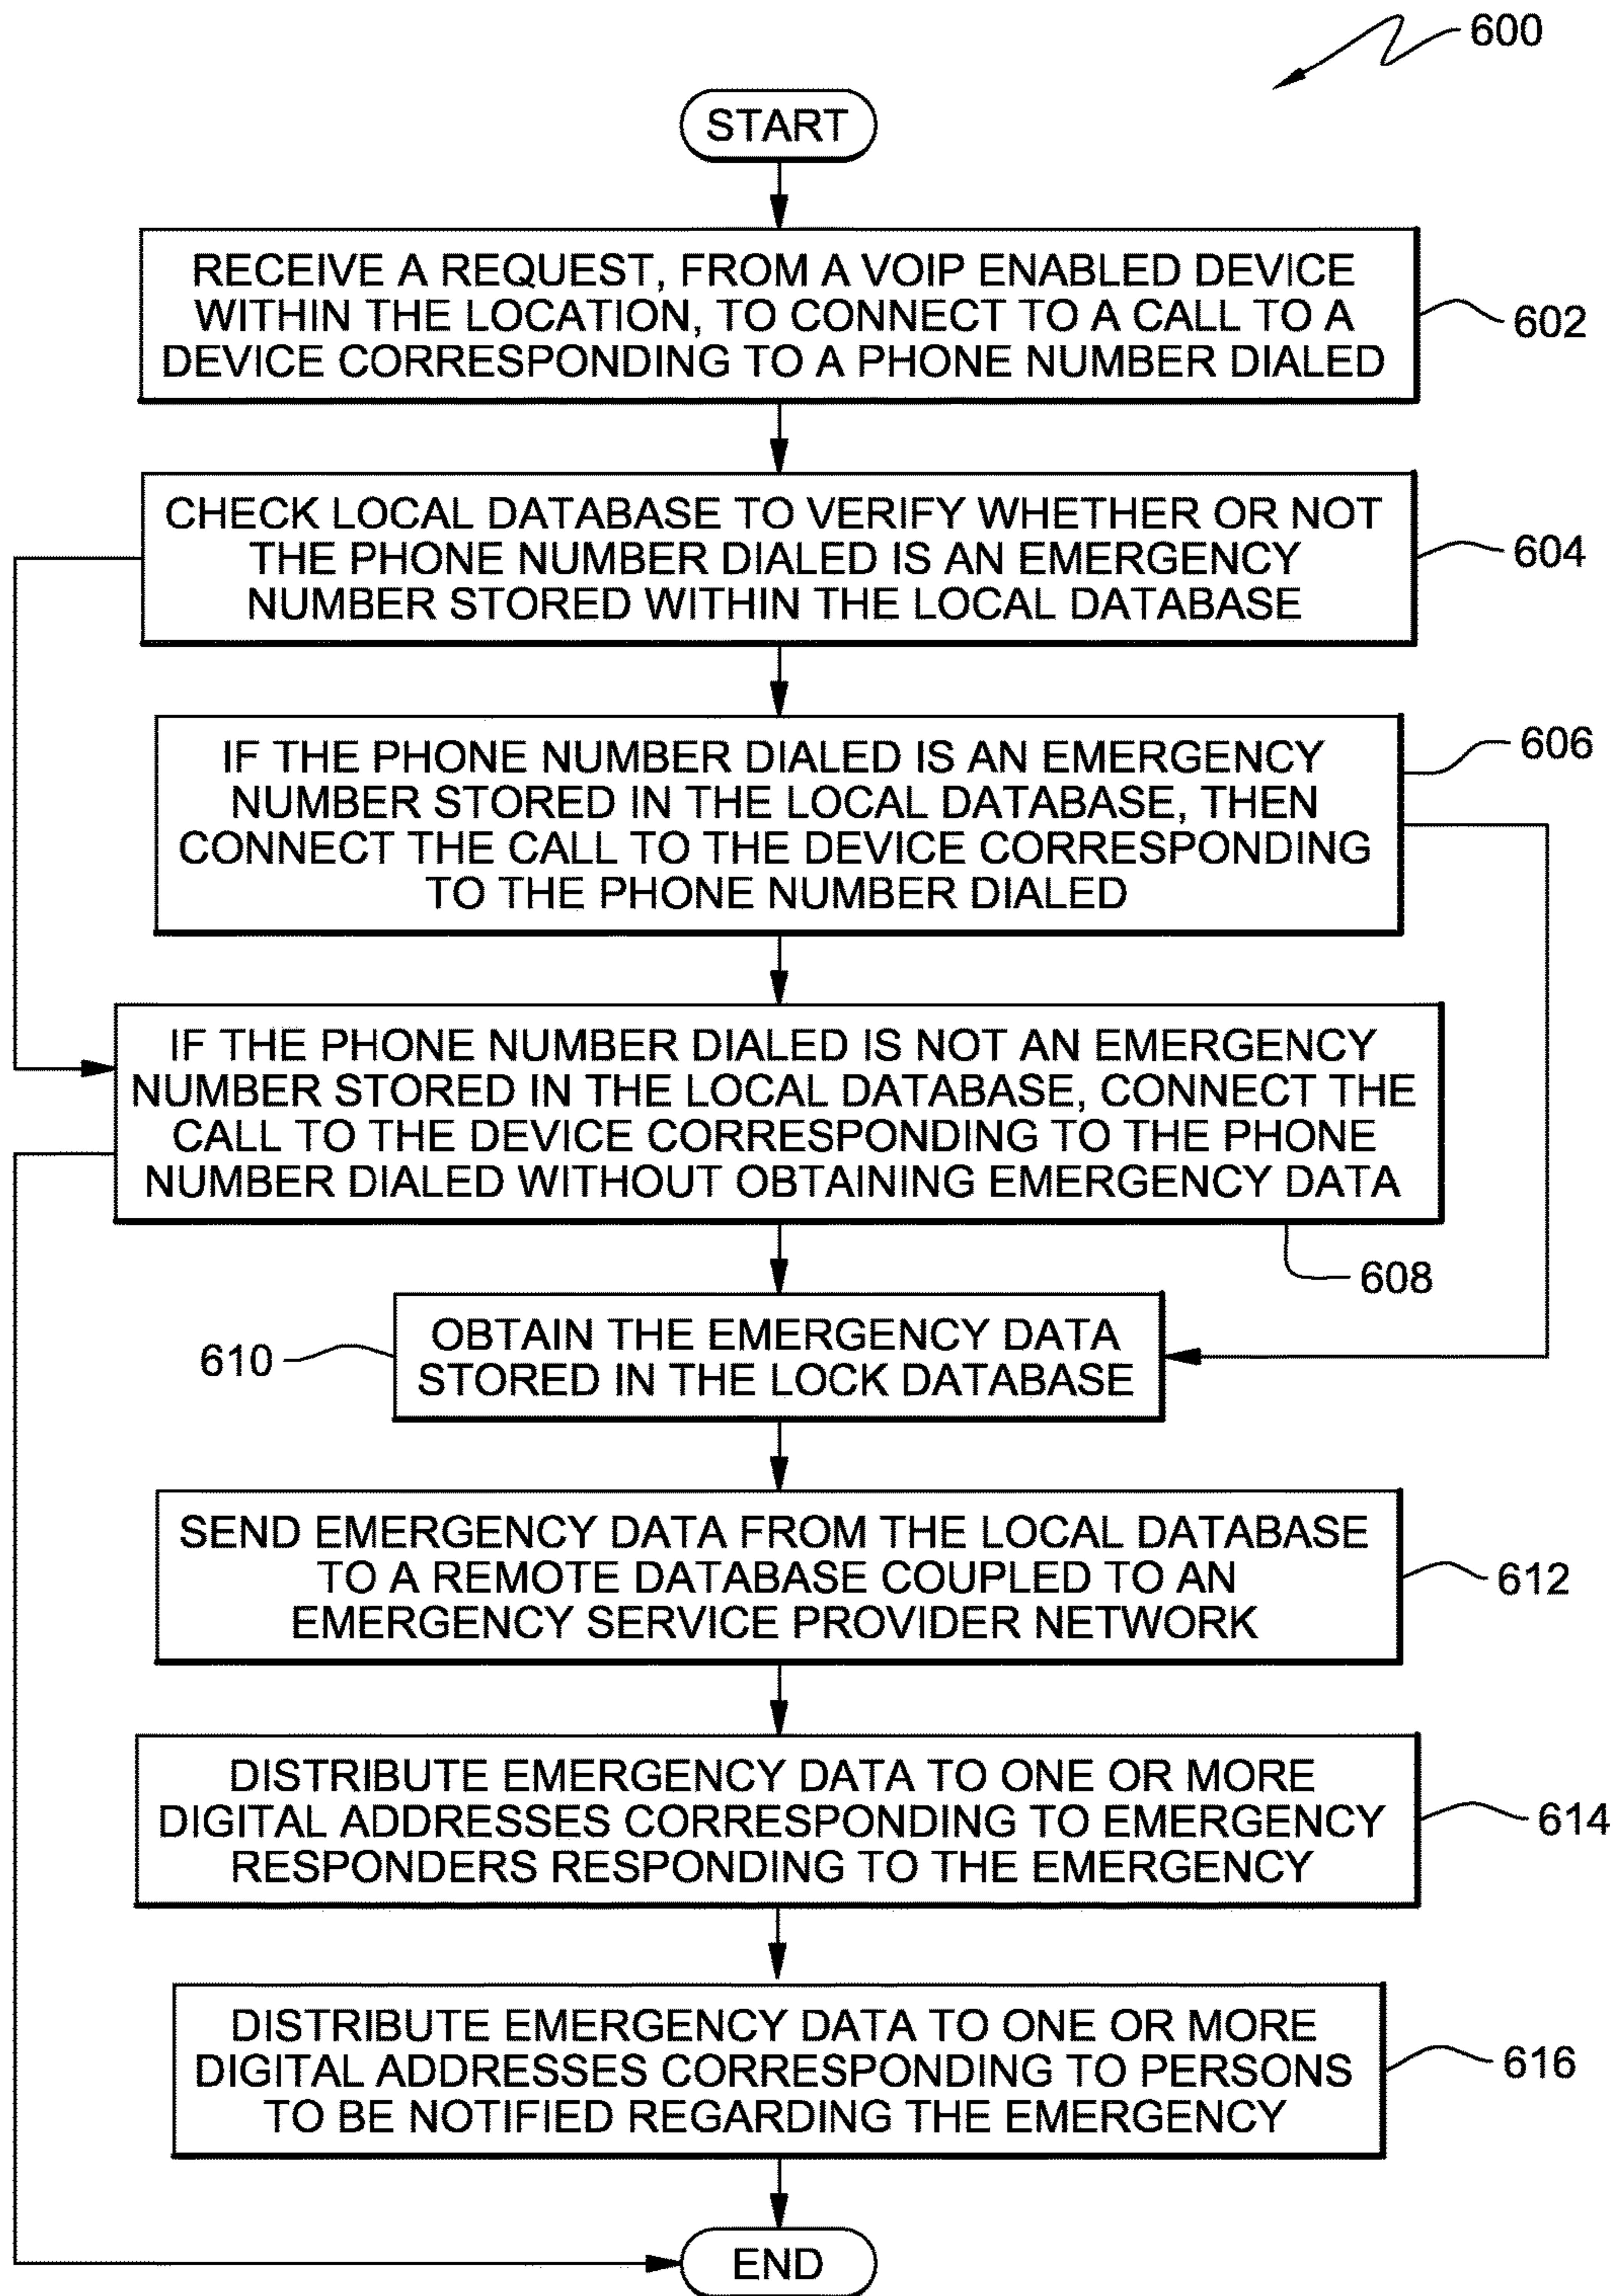 600
START
RECEIVE A REQUEST, FROM A VOIP ENABLED DEVICE
WITHIN THE LOCATION, TO CONNECT TO A CALL TO A
DEVICE CORRESPONDING TO A PHONE NUMBER DIALED
602
CHECK LOCAL DATABASE TO VERIFY WHETHER OR NOT
THE PHONE NUMBER DIALED IS AN EMERGENCY
NUMBER STORED WITHIN THE LOCAL DATABASE
604
IF THE PHONE NUMBER DIALED IS AN EMERGENCY
NUMBER STORED IN THE LOCAL DATABASE, THEN
CONNECT THE CALL TO THE DEVICE CORRESPONDING
TO THE PHONE NUMBER DIALED
606
IF THE PHONE NUMBER DIALED IS NOT AN EMERGENCY
NUMBER STORED IN THE LOCAL DATABASE, CONNECT THE
CALL TO THE DEVICE CORRESPONDING TO THE PHONE
NUMBER DIALED WITHOUT OBTAINING EMERGENCY DATA
608
OBTAIN THE EMERGENCY DATA
STORED IN THE LOCK DATABASE
610
SEND EMERGENCY DATA FROM THE LOCAL DATABASE
TO A REMOTE DATABASE COUPLED TO AN
EMERGENCY SERVICE PROVIDER NETWORK
612
DISTRIBUTE EMERGENCY DATA TO ONE OR MORE
DIGITAL ADDRESSES CORRESPONDING TO EMERGENCY
RESPONDERS RESPONDING TO THE EMERGENCY
614
DISTRIBUTE EMERGENCY DATA TO ONE OR MORE
DIGITAL ADDRESSES CORRESPONDING TO PERSONS
TO BE NOTIFIED REGARDING THE EMERGENCY
616
END